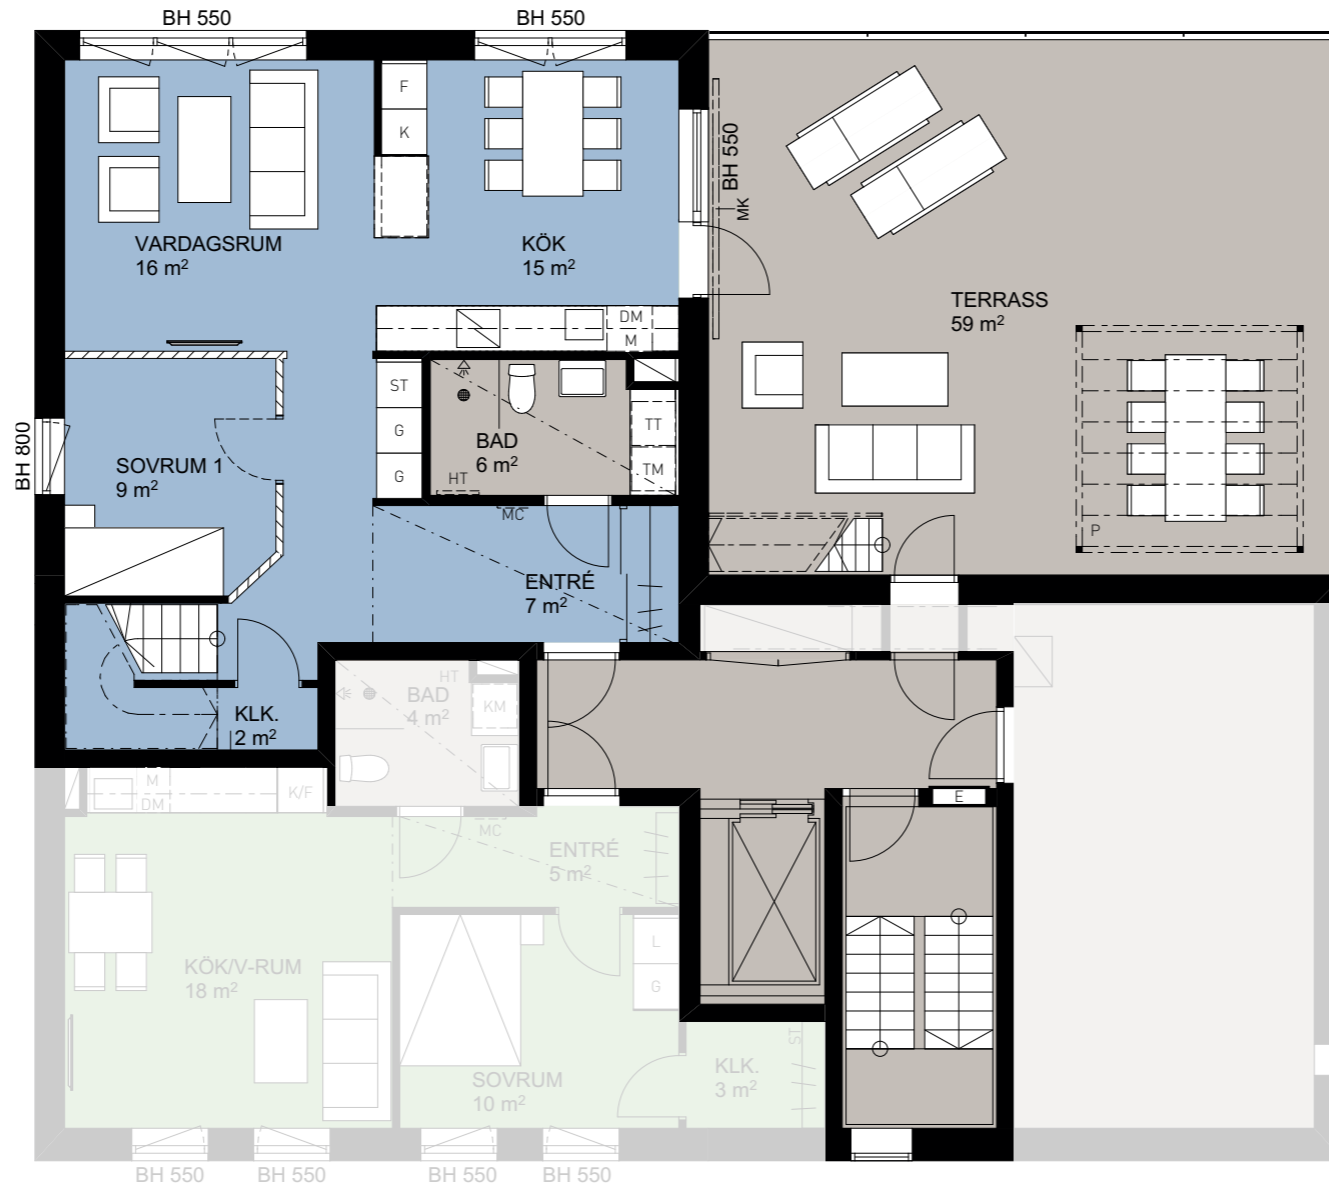 BH 550
BH 550
F
K
BH 550
MK
VARDAGSRUM
16 m²
KÖK
15 m²
TERRASS
59 m²
DM
M
ST
G
G
BAD
6 m²
TT
TM
HT
MC
BH 800
SOVRUM 1
9 m²
P
ENTRÉ
7 m²
KLK.
2 m²
HT
BAD
4 m²
KM
M
DM
K/F
MC
E
ENTRÉ
5 m²
KÖK/V-RUM
18 m²
L
G
SOVRUM
10 m²
ST
KLK.
3 m²
BH 550
BH 550
BH 550
BH 550